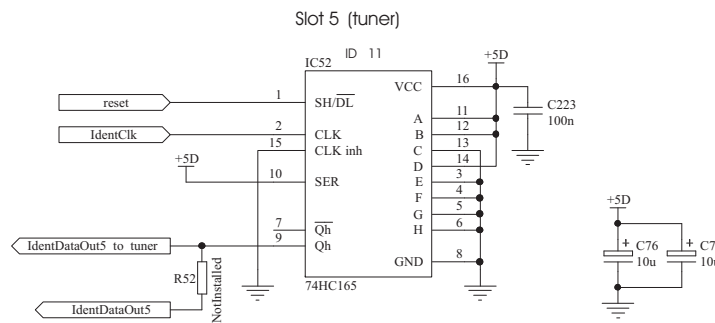 Slot 5 (tuner)
ID 11
IC52
+5D
reset
1
SH/DL
VCC
16
IdentClk
2
CLK
15
CLK inh
A
11
B
12
C
13
D
14
C223
100n
+5D
10
SER
E
3
F
4
G
5
H
6
7
Qh
IdentDataOut5 to tuner
9
Qh
GND
8
R52
NotInstalled
IdentDataOut5
74HC165
+5D
+
C76
10u
+